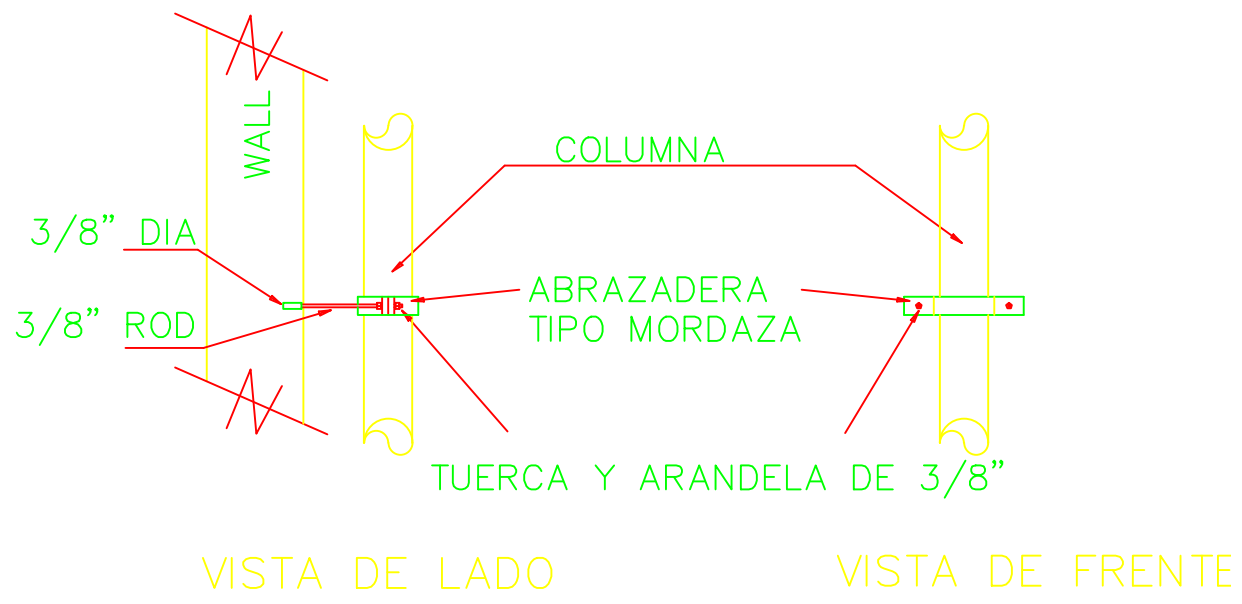 WALL
COLUMNA
3/8” DIA
ABRAZADERA
TIPO MORDAZA
3/8” ROD
TUERCA Y ARANDELA DE 3/8”
VISTA DE LADO
VISTA DE FRENTE